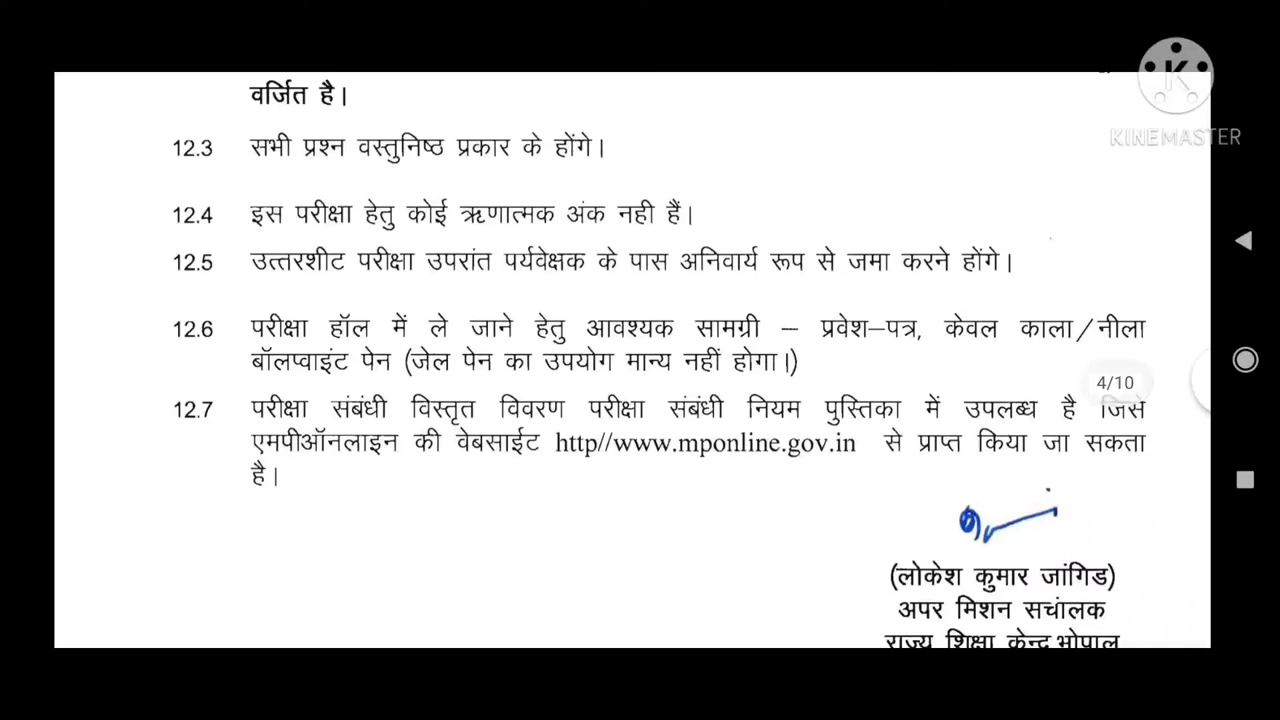 वर्जित है।
KINEMASTER
12.3 सभी प्रश्न वस्तुनिष्ठ प्रकार के होंगे।
12.4 इस परीक्षा हेतु कोई ऋणात्मक अंक नही हैं।
12.5 उत्तरशीट परीक्षा उपरांत पर्यवेक्षक के पास अनिवार्य रूप से जमा करने होंगे।
12.6 परीक्षा हॉल में ले जाने हेतु आवश्यक सामग्री – प्रवेश–पत्र, केवल काला/नीला
बॉलप्वाइंट पेन (जेल पेन का उपयोग मान्य नहीं होगा।)
4/10
12.7 परीक्षा संबंधी विस्तृत विवरण परीक्षा संबंधी नियम पुस्तिका में उपलब्ध है जिसे
एमपीऑनलाइन की वेबसाईट http//www.mponline.gov.in से प्राप्त किया जा सकता
है।
(लोकेश कुमार जांगिड)
अपर मिशन सचांलक
राज्य शिक्षा केन्द्र भोपाल